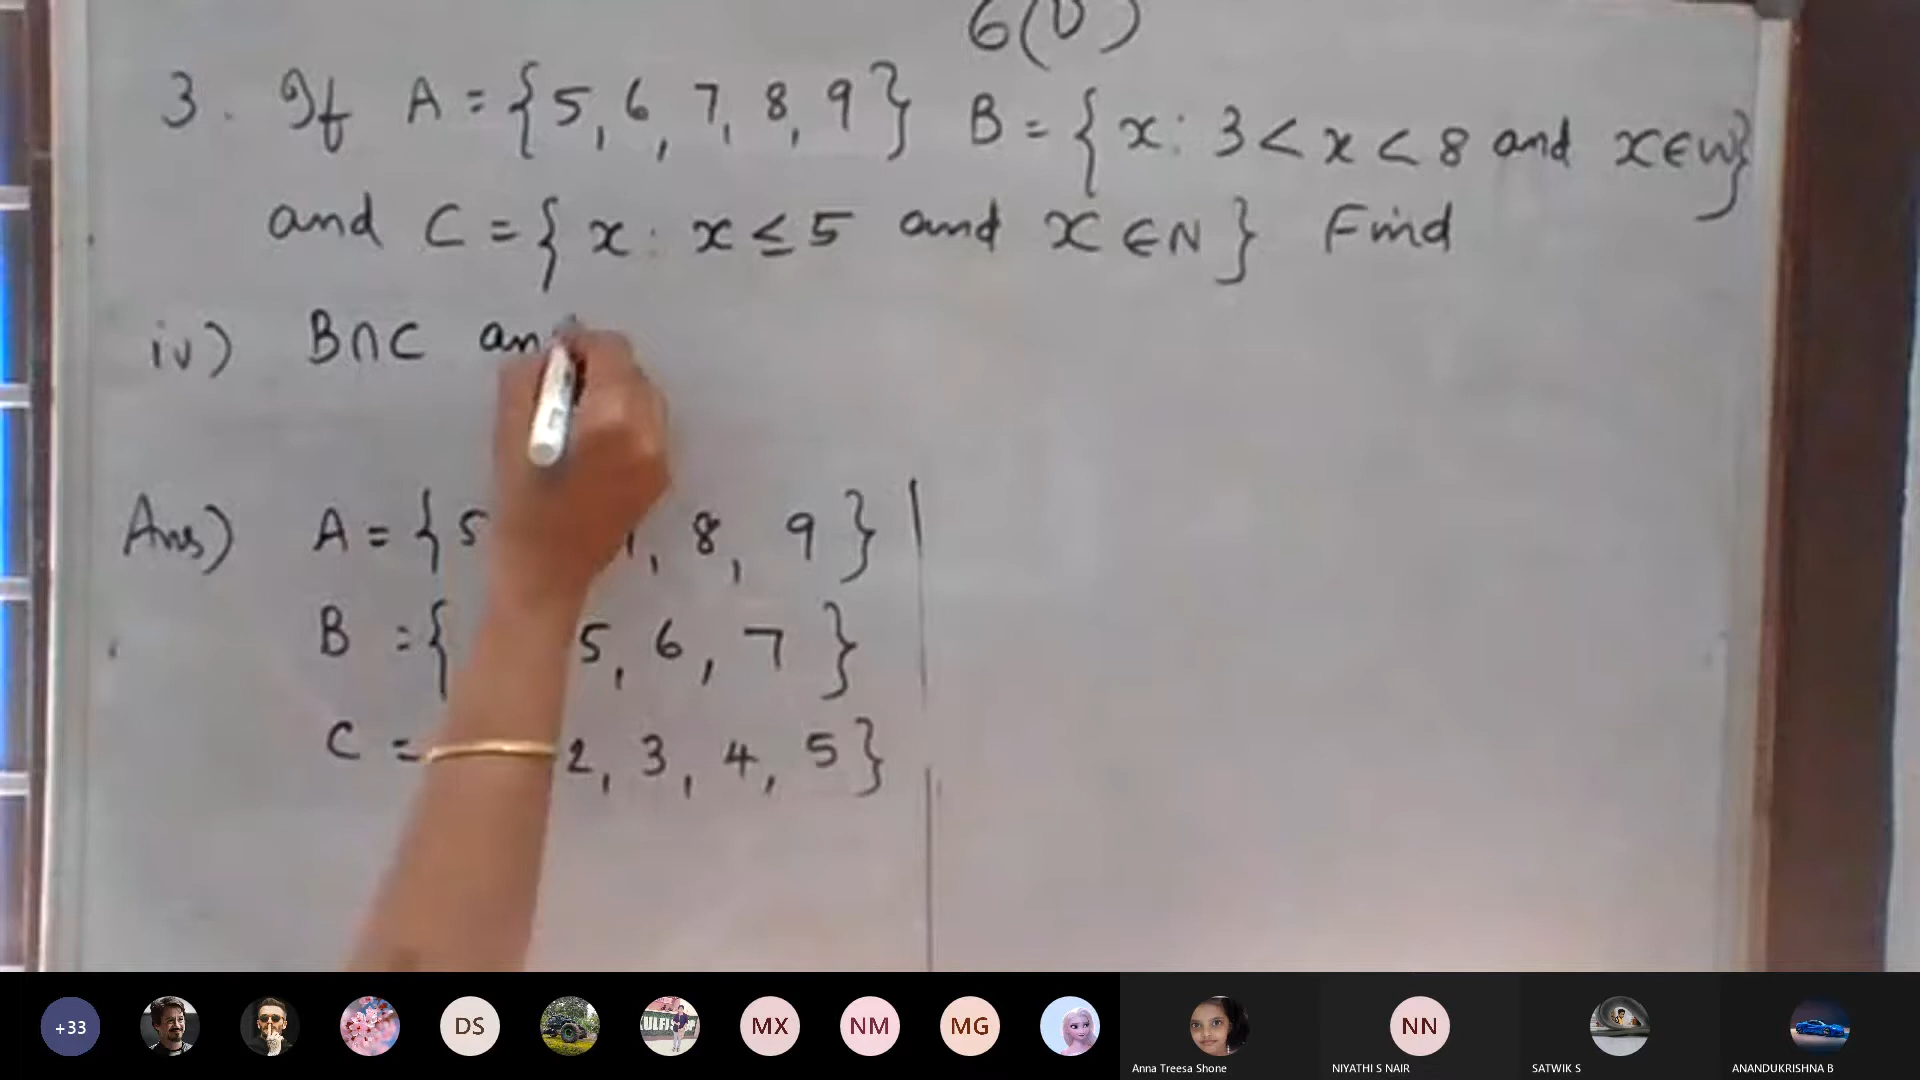 6(D)
3. If A = {5, 6, 7, 8, 9} B = {x: 3 < x < 8 and x ∈ W}
and C = {x: x ≤ 5 and x ∈ N} Find
iv) B∩C an
Ans) A = {5 , 8, 9}
B = { 5, 6, 7}
C = 2, 3, 4, 5}
+33
DS
MX
NM
MG
NN
Anna Treesa Shone
NIYATHI S NAIR
SATWIK S
ANANDUKRISHNA B